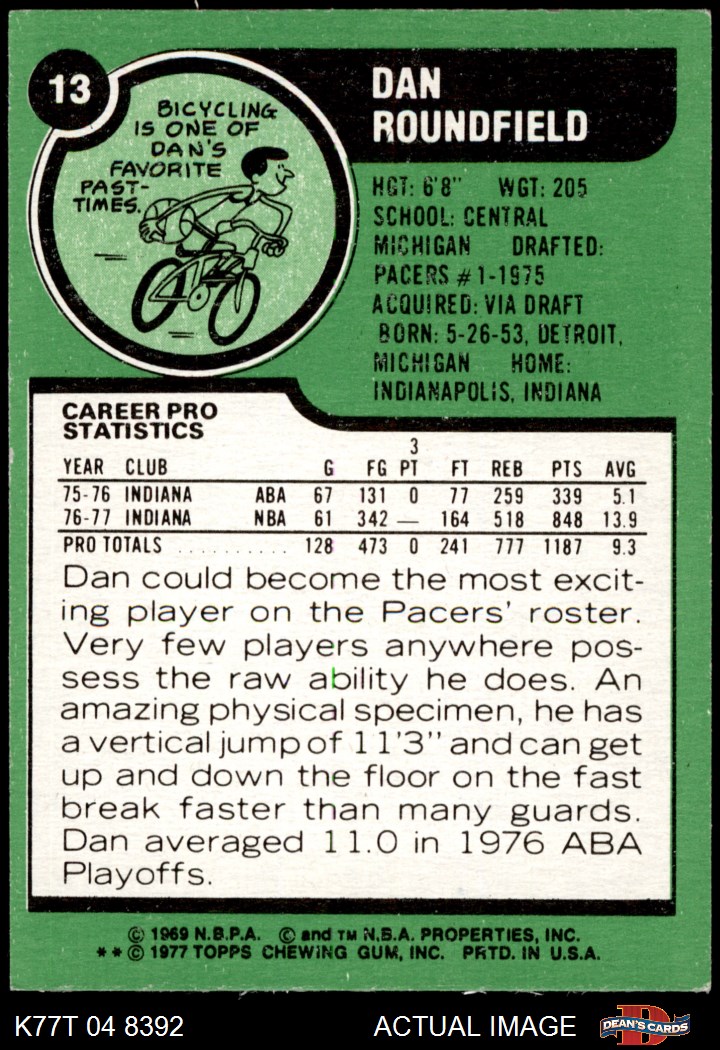 13
BICYCLING
IS ONE OF
DAN'S
FAVORITE
PAST-
TIMES.
DAN
ROUNDFIELD
HGT: 6'8" WGT: 205
SCHOOL: CENTRAL
MICHIGAN DRAFTED:
PACERS #1-1975
ACQUIRED: VIA DRAFT
BORN: 5-26-53, DETROIT,
MICHIGAN HOME:
INDIANAPOLIS, INDIANA
CAREER PRO
STATISTICS
3
YEAR CLUB G FG PT FT REB PTS AVG
75-76 INDIANA ABA 67 131 0 77 259 339 5.1
76-77 INDIANA NBA 61 342 — 164 518 848 13.9
PRO TOTALS .......... 128 473 0 241 777 1187 9.3
Dan could become the most excit-
ing player on the Pacers' roster.
Very few players anywhere pos-
sess the raw ability he does. An
amazing physical specimen, he has
a vertical jump of 11'3" and can get
up and down the floor on the fast
break faster than many guards.
Dan averaged 11.0 in 1976 ABA
Playoffs.
© 1969 N.B.P.A. © and TM N.B.A. PROPERTIES, INC.
**© 1977 TOPPS CHEWING GUM, INC. PRTD. IN U.S.A.
K77T 04 8392 ACTUAL IMAGE D DEAN'S CARDS